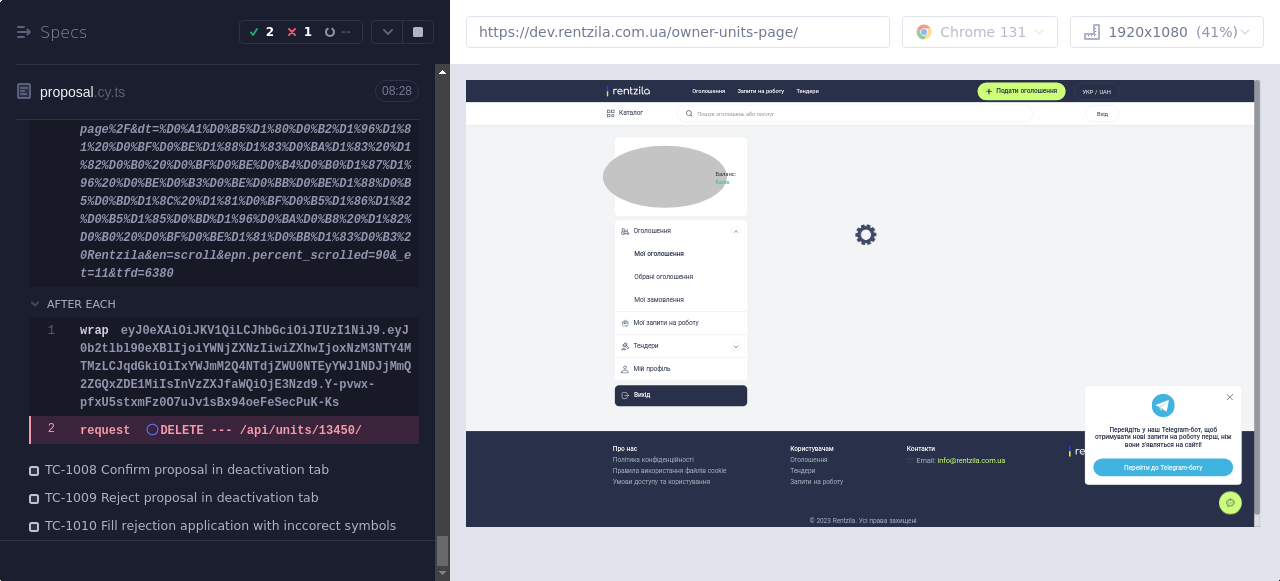 Specs
2
1
--
https://dev.rentzila.com.ua/owner-units-page/
Chrome 131
1920x1080 (41%)
proposal.cy.ts
08:28
page%2F&dt=%D0%A1%D0%B5%D1%80%D0%B2%D1%96%D1%8
1%20%D0%BF%D0%BE%D1%88%D1%83%D0%BA%D1%83%20%D1
%82%D0%B0%20%D0%BF%D0%BE%D0%B4%D0%B0%D1%87%D1%
96%20%D0%BE%D0%B3%D0%BE%D0%BB%D0%BE%D1%88%D0%B
5%D0%BD%D1%8C%20%D1%81%D0%BF%D0%B5%D1%86%D1%82
%D0%B5%D1%85%D0%BD%D1%96%D0%BA%D0%B8%20%D1%82%
D0%B0%20%D0%BF%D0%BE%D1%81%D0%BB%D1%83%D0%B3%2
0Rentzila&en=scroll&epn.percent_scrolled=90&_e
t=11&tfd=6380
AFTER EACH
1 wrap eyJ0eXAiOiJKV1QiLCJhbGciOiJIUzI1NiJ9.eyJ
0b2tlbl90eXBlIjoiYWNjZXNzIiwiZXhwIjoxNzM3NTY4M
TMzLCJqdGkiOiIxYWJmM2Q4NTdjZWU0NTEyYWJlNDJjMmQ
2ZGQxZDE1MiIsInVzZXJfaWQiOjE3Nzd9.Y-pvwx-
pfxU5stxmFz0O7uJv1sBx94oeFeSecPuK-Ks
2 request DELETE --- /api/units/13450/
TC-1008 Confirm proposal in deactivation tab
TC-1009 Reject proposal in deactivation tab
TC-1010 Fill rejection application with inccorect symbols
rentzila
Оголошення
Запити на роботу
Тендери
Подати оголошення
УКР / UAH
Каталог
Пошук оголошень або послуг
Вхід
Баланс:
Оголошення
Мої оголошення
Обрані оголошення
Мої замовлення
Мої запити на роботу
Тендери
Мій профіль
Вихід
Перейдіть у наш Telegram-бот, щоб
отримувати нові запити на роботу перш, ніж
вони з'являться на сайті!
Перейти до Telegram-боту
Про нас
Політика конфіденційності
Правила використання файлів cookie
Умови доступу та користування
Користувачам
Оголошення
Тендери
Запити на роботу
Контакти
Email: info@rentzila.com.ua
re
© 2023 Rentzila. Усі права захищені